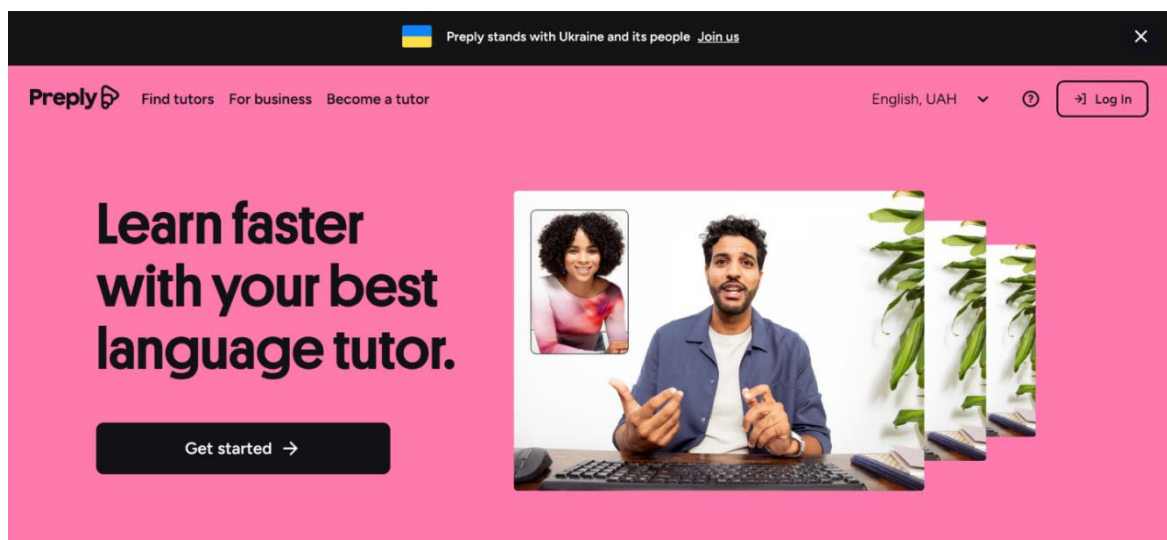 Preply stands with Ukraine and its people Join us
Preply Find tutors For business Become a tutor English, UAH Log In
Learn faster
with your best
language tutor.
Get started →